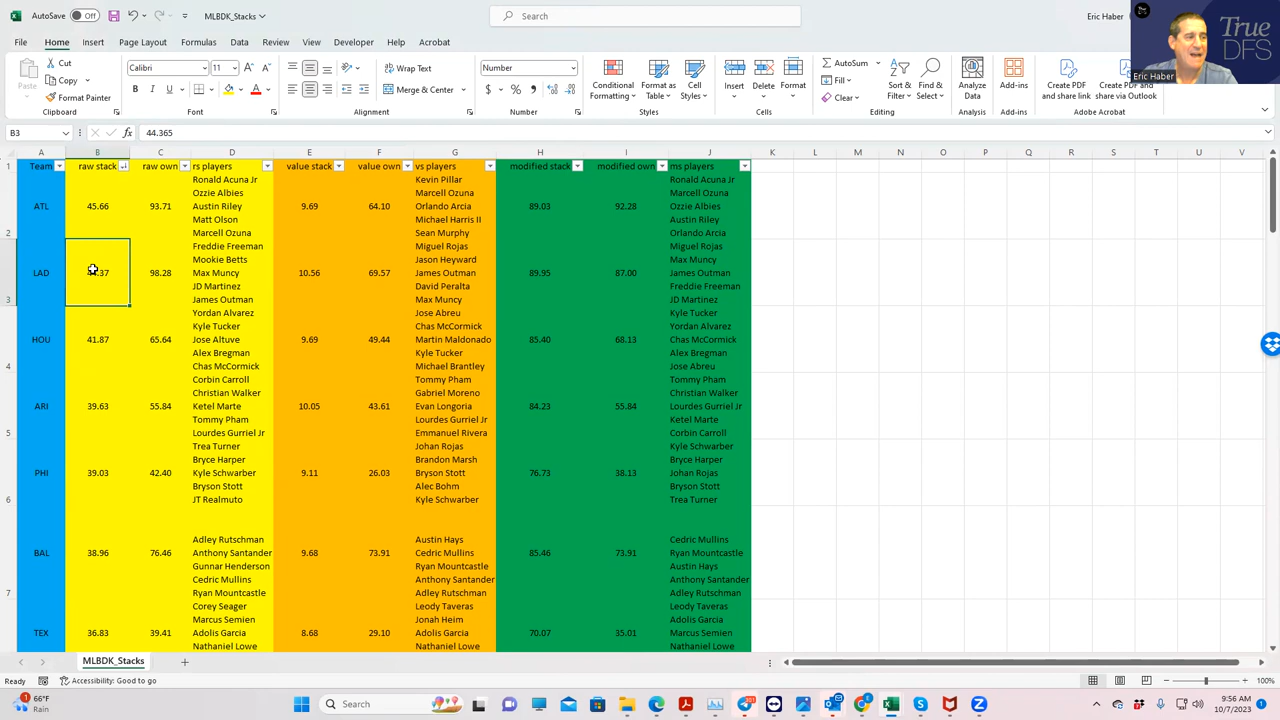 AutoSave Off MLBDK_Stacks Search Eric Haber
File Home Insert Page Layout Formulas Data Review View Developer Help Acrobat
True
DFS
Eric Haber
Cut
Copy
Paste
Format Painter
Calibri 11
Wrap Text
Merge & Center
Number
Conditional Formatting
Format as Table
Cell Styles
Insert
Delete
Format
AutoSum
Fill
Clear
Sort & Filter
Find & Select
Analyze Data
Add-ins
Create PDF and share link
Create PDF and
Share via Outlook
Clipboard Font Alignment Number Styles Cells Editing Analysis Add-ins Adobe Acrobat
B3 fx 44.365
A B C D E F G H I J K L M N O P Q R S T U V
Team raw stack raw own rs players value stack value own vs players modified stack modified own ms players
Ronald Acuna Jr Kevin Pillar Ronald Acuna Jr
Ozzie Albies Marcell Ozuna Marcell Ozuna
ATL 45.66 93.71 Austin Riley 9.69 64.10 Orlando Arcia 89.03 92.28 Ozzie Albies
Matt Olson Michael Harris II Austin Riley
2 Marcell Ozuna Sean Murphy Orlando Arcia
Freddie Freeman Miguel Rojas Miguel Rojas
Mookie Betts Jason Heyward Max Muncy
LAD .37 98.28 Max Muncy 10.56 69.57 James Outman 89.95 87.00 James Outman
JD Martinez David Peralta Freddie Freeman
3 James Outman Max Muncy JD Martinez
Yordan Alvarez Jose Abreu Kyle Tucker
Kyle Tucker Chas McCormick Yordan Alvarez
HOU 41.87 65.64 Jose Altuve 9.69 49.44 Martin Maldonado 85.40 68.13 Chas McCormick
Alex Bregman Kyle Tucker Alex Bregman
4 Chas McCormick Michael Brantley Jose Abreu
Corbin Carroll Tommy Pham Tommy Pham
Christian Walker Gabriel Moreno Christian Walker
ARI 39.63 55.84 Ketel Marte 10.05 43.61 Evan Longoria 84.23 55.84 Lourdes Gurriel Jr
Tommy Pham Lourdes Gurriel Jr Ketel Marte
Lourdes Gurriel Jr Emmanuel Rivera Corbin Carroll
Trea Turner Johan Rojas Kyle Schwarber
Bryce Harper Brandon Marsh Bryce Harper
PHI 39.03 42.40 Kyle Schwarber 9.11 26.03 Bryson Stott 76.73 38.13 Johan Rojas
Bryson Stott Alec Bohm Bryson Stott
6 JT Realmuto Kyle Schwarber Trea Turner
Adley Rutschman Austin Hays Cedric Mullins
BAL 38.96 76.46 Anthony Santander 9.68 73.91 Cedric Mullins 85.46 73.91 Ryan Mountcastle
Gunnar Henderson Ryan Mountcastle Austin Hays
7 Cedric Mullins Anthony Santander Anthony Santander
Ryan Mountcastle Adley Rutschman Adley Rutschman
Corey Seager Leody Taveras Leody Taveras
Marcus Semien Jonah Heim Adolis Garcia
TEX 36.83 39.41 Adolis Garcia 8.68 29.10 Adolis Garcia 70.07 35.01 Marcus Semien
Nathaniel Lowe Nathaniel Lowe Nathaniel Lowe
MLBDK_Stacks
Ready Accessibility: Good to go 100%
66°F
Clear
Search
1:51 PM
10/7/2023